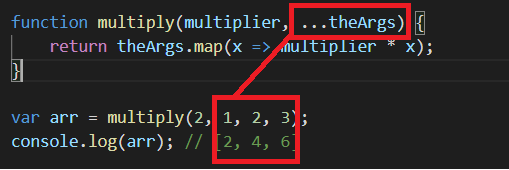 function multiply(multiplier, ...theArgs) {
    return theArgs.map(x => multiplier * x);
}
var arr = multiply(2, 1, 2, 3);
console.log(arr); // [2, 4, 6]